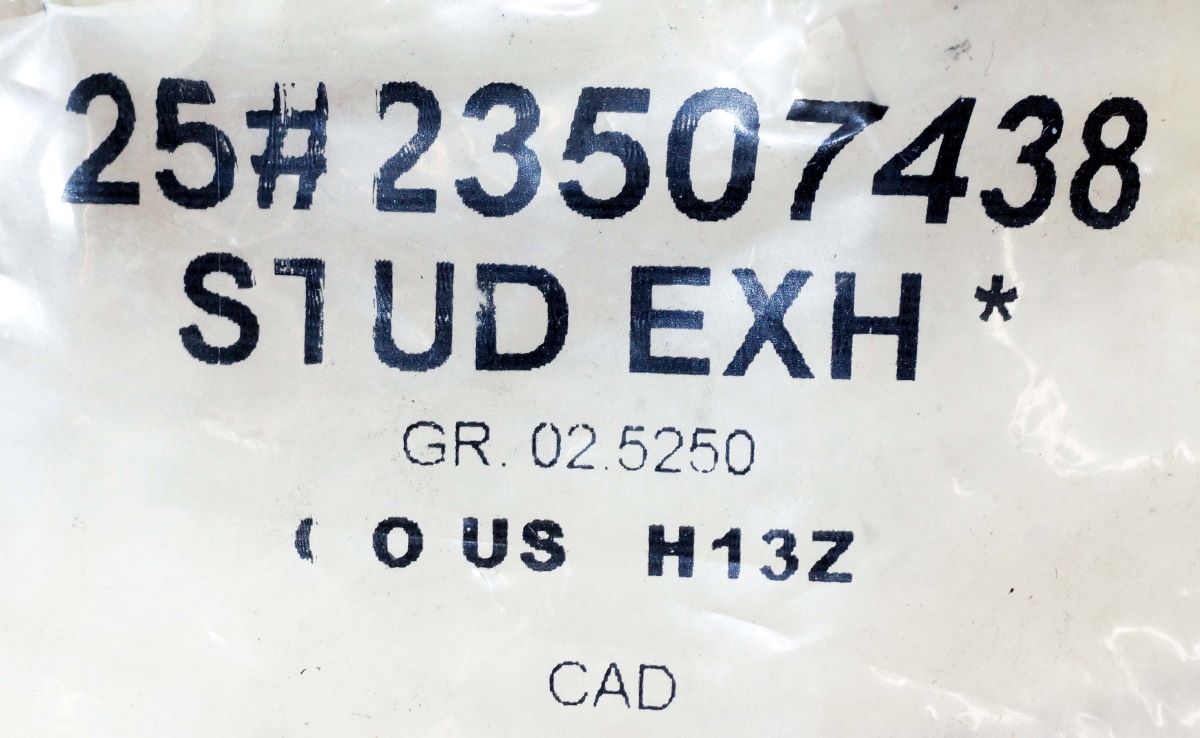 25# 23507438
STUD EXH *
GR. 02.5250
C O US H13Z
CAD